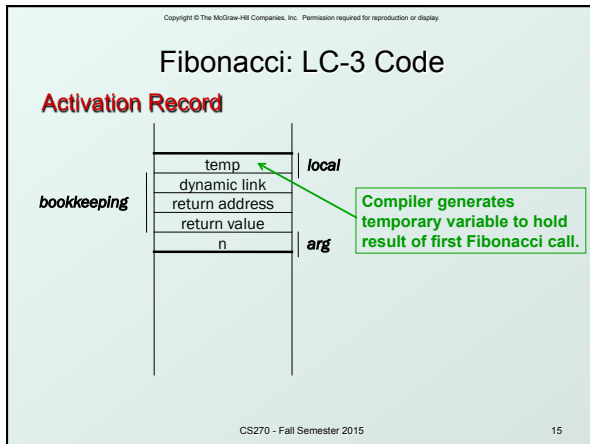 Copyright © The McGraw-Hill Companies, Inc. Permission required for reproduction or display.
Fibonacci: LC-3 Code
Activation Record
temp
local
dynamic link
bookkeeping
return address
return value
n
arg
Compiler generates
temporary variable to hold
result of first Fibonacci call.
CS270 - Fall Semester 2015
15